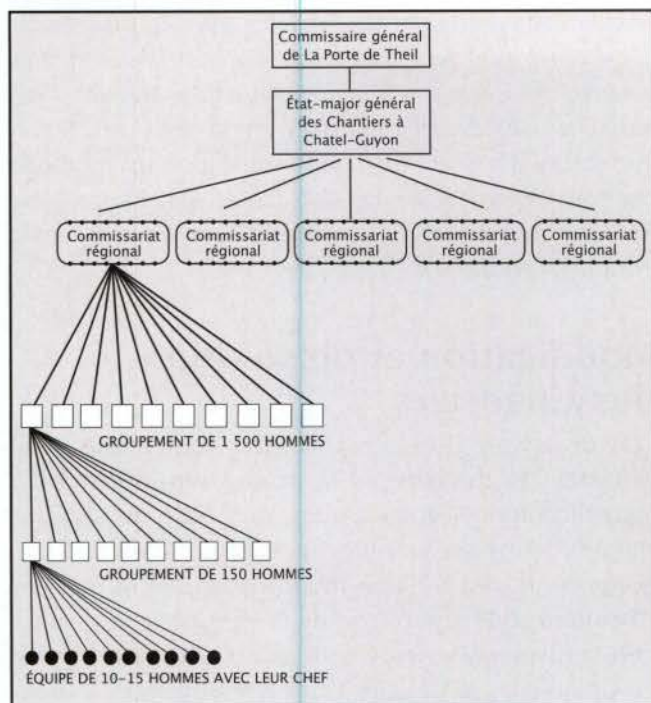 Commissaire général
de La Porte de Theil
État-major général
des Chantiers à
Chatel-Guyon
Commissariat
régional
Commissariat
régional
Commissariat
régional
Commissariat
régional
Commissariat
régional
GROUPEMENT DE 1 500 HOMMES
GROUPEMENT DE 150 HOMMES
ÉQUIPE DE 10-15 HOMMES AVEC LEUR CHEF